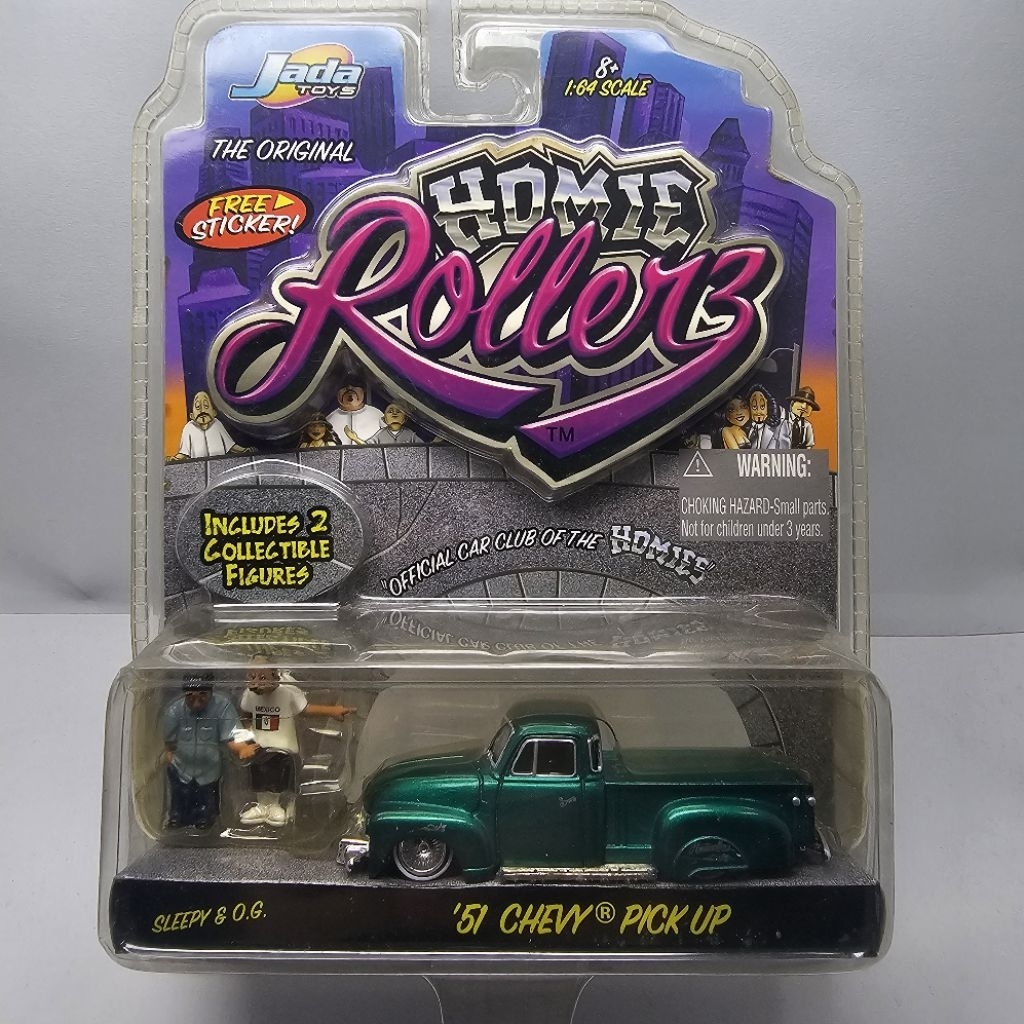 Jada
TOYS
8+
1:64 SCALE
THE ORIGINAL
FREE
STICKER!
HOMIE
Rollerz
TM
WARNING:
CHOKING HAZARD-Small parts.
Not for children under 3 years.
INCLUDES 2
COLLECTIBLE
FIGURES
"OFFICIAL CAR CLUB OF THE HOMIES"
MEXICO
SLEEPY & O.G.
'51 CHEVY® PICK UP